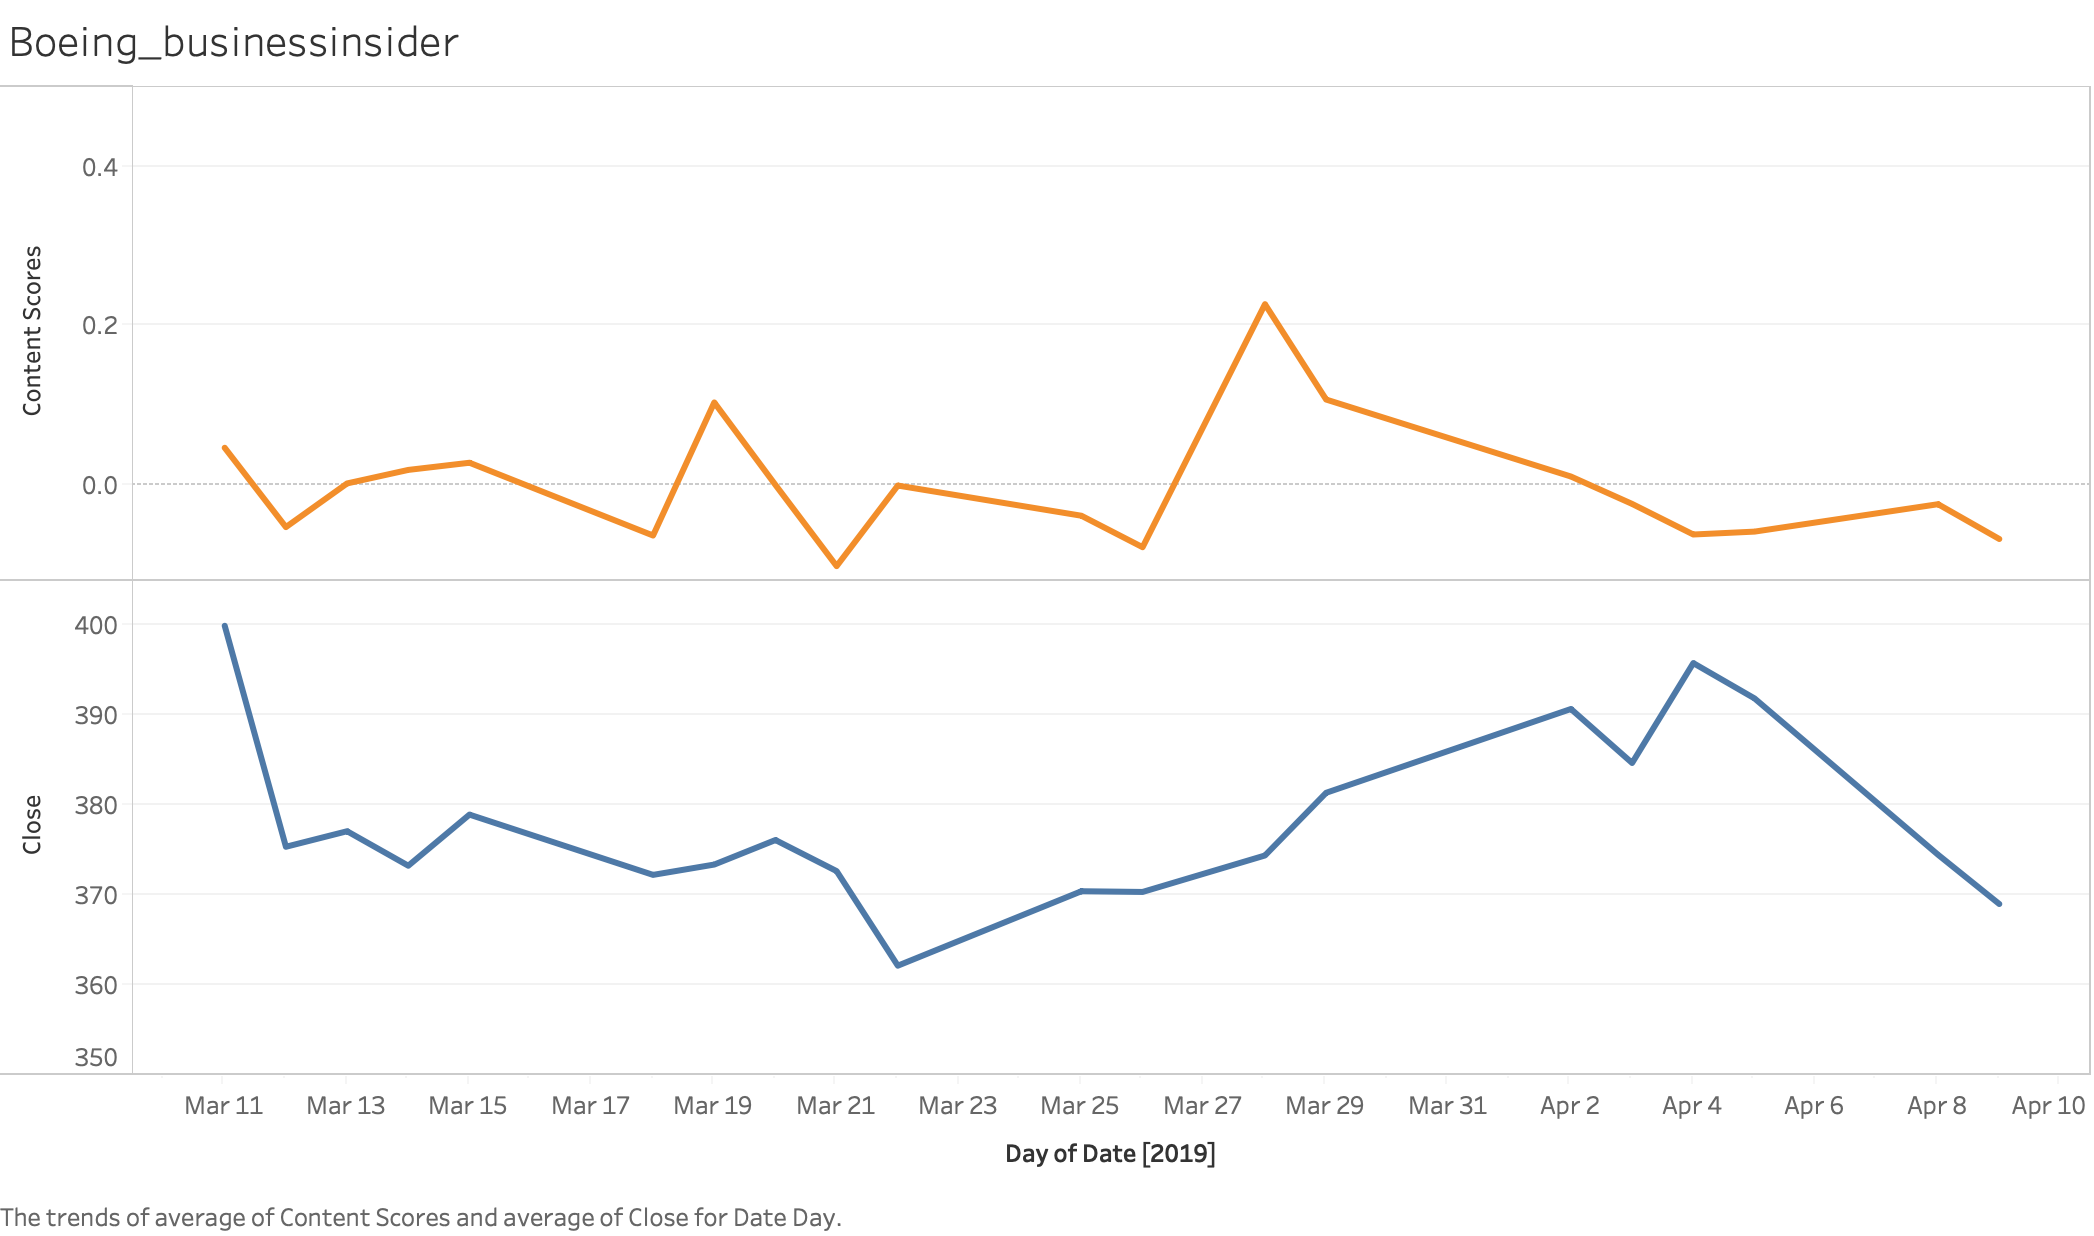 Boeing_businessinsider
Content Scores
0.4
0.2
0.0
Close
400
390
380
370
360
350
Mar 11 Mar 13 Mar 15 Mar 17 Mar 19 Mar 21 Mar 23 Mar 25 Mar 27 Mar 29 Mar 31 Apr 2 Apr 4 Apr 6 Apr 8 Apr 10
Day of Date [2019]
The trends of average of Content Scores and average of Close for Date Day.